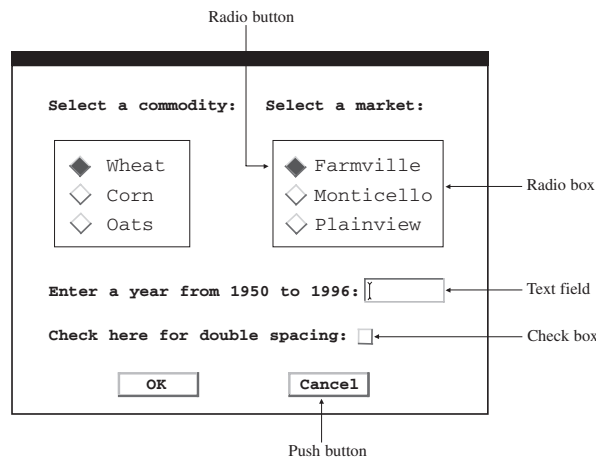 Radio button
Select a commodity: Select a market:
Wheat
Corn
Oats
Farmville
Monticello
Plainview
Radio box
Enter a year from 1950 to 1996:
Text field
Check here for double spacing:
Check box
OK
Cancel
Push button